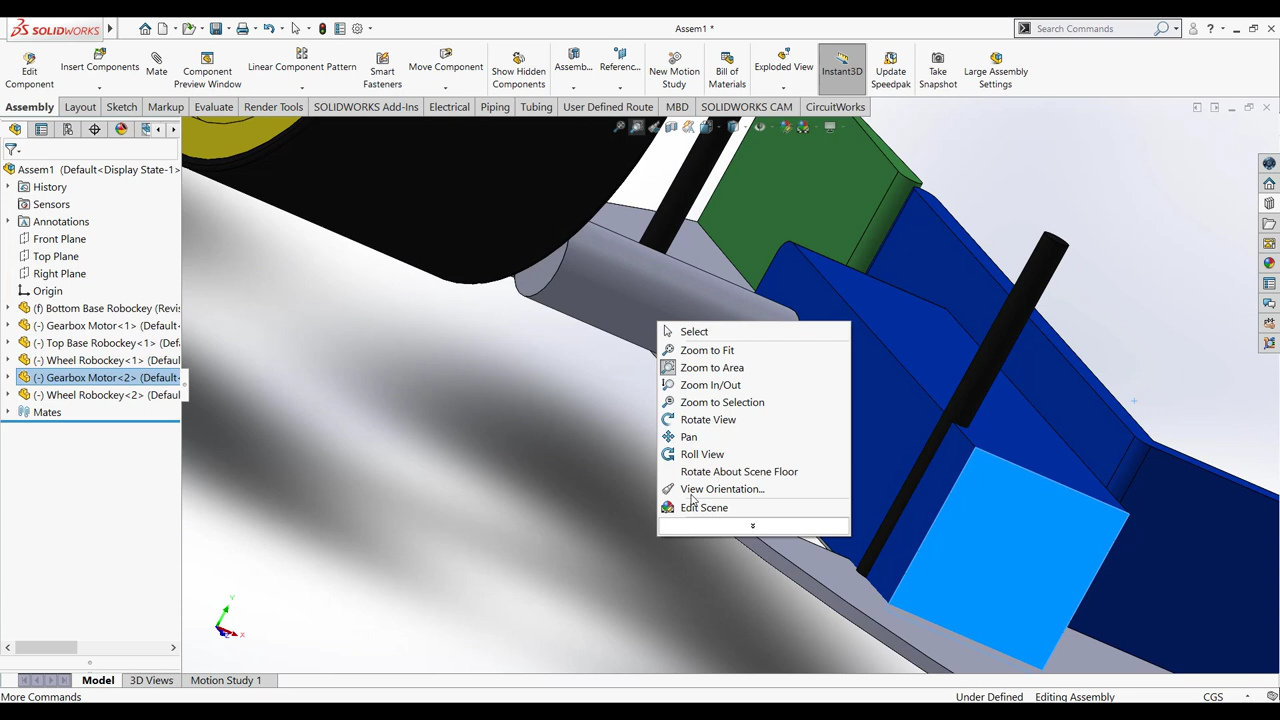 SOLIDWORKS
Assem1 *
Search Commands
Edit Component
Insert Components
Mate
Component Preview Window
Linear Component Pattern
Smart Fasteners
Move Component
Show Hidden Components
Assemb...
Referenc...
New Motion Study
Bill of Materials
Exploded View
Instant3D
Update Speedpak
Take Snapshot
Large Assembly Settings
Assembly Layout Sketch Markup Evaluate Render Tools SOLIDWORKS Add-Ins Electrical Piping Tubing User Defined Route MBD SOLIDWORKS CAM CircuitWorks
Assem1 (Default<Display State-1>
History
Sensors
Annotations
Front Plane
Top Plane
Right Plane
Origin
(f) Bottom Base Robockey (Revis
(-) Gearbox Motor<1> (Default-
(-) Top Base Robockey<1> (Defa
(-) Wheel Robockey<1> (Default
(-) Gearbox Motor<2> (Default-
(-) Wheel Robockey<2> (Default
Mates
Select
Zoom to Fit
Zoom to Area
Zoom In/Out
Zoom to Selection
Rotate View
Pan
Roll View
Rotate About Scene Floor
View Orientation...
Edit Scene
Y
X
Z
Model 3D Views Motion Study 1
More Commands
Under Defined Editing Assembly CGS